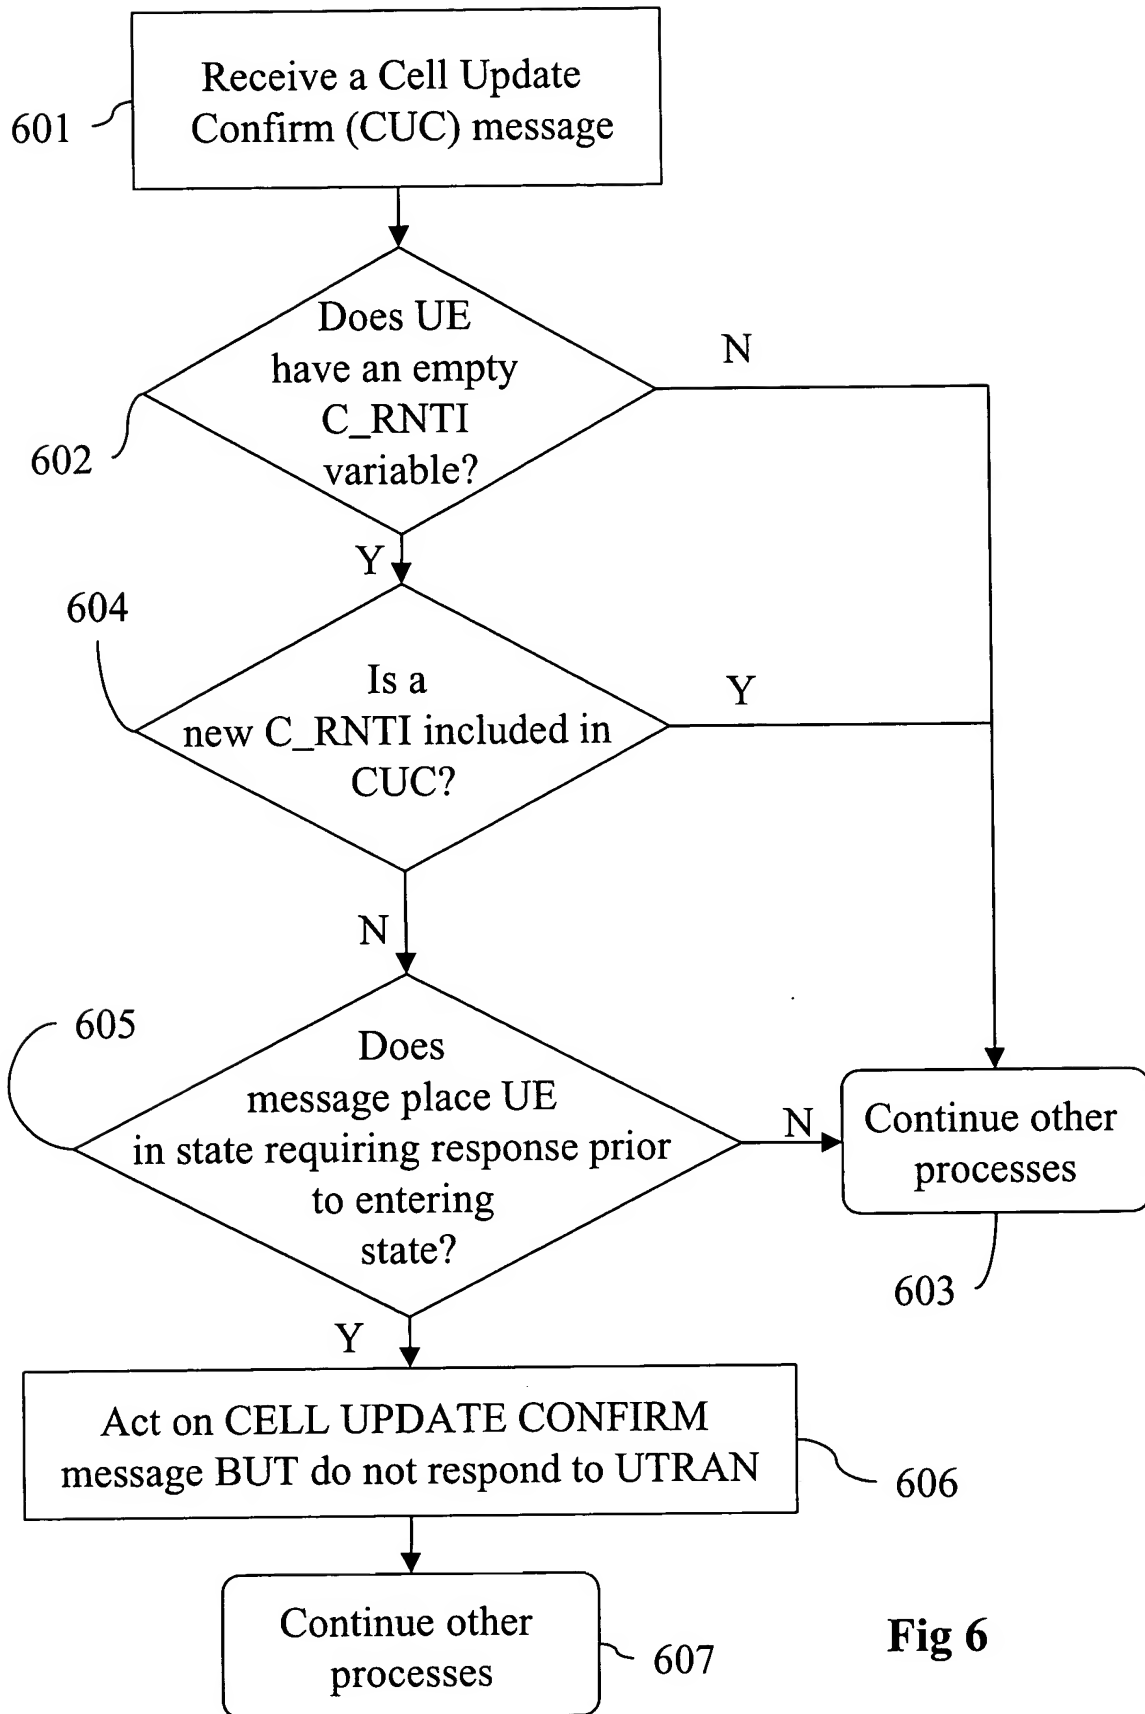 Receive a Cell Update
Confirm (CUC) message
601
Does UE
have an empty
C_RNTI
variable?
N
602
Y
604
Is a
new C_RNTI included in
CUC?
Y
N
605
Does
message place UE
in state requiring response prior
to entering
state?
N
Continue other
processes
603
Y
Act on CELL UPDATE CONFIRM
message BUT do not respond to UTRAN
606
Continue other
processes
607
Fig 6